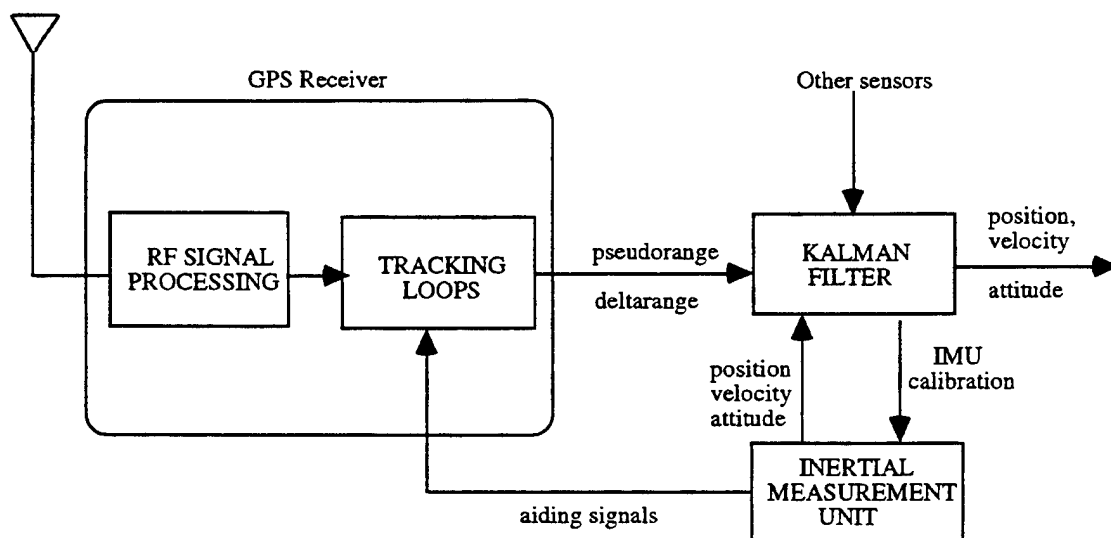 GPS Receiver
Other sensors
RF SIGNAL
PROCESSING
TRACKING
LOOPS
pseudorange
deltarange
KALMAN
FILTER
position,
velocity
attitude
position
velocity
attitude
IMU
calibration
INERTIAL
MEASUREMENT
UNIT
aiding signals